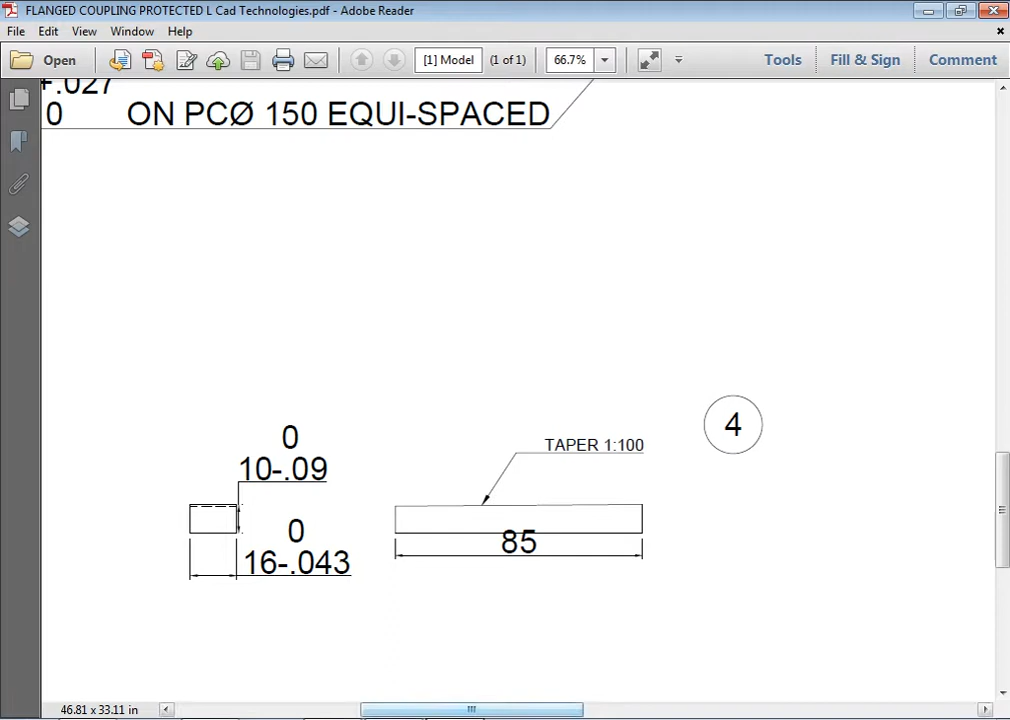 FLANGED COUPLING PROTECTED L Cad Technologies.pdf - Adobe Reader
File Edit View Window Help
Open [1] Model (1 of 1) 66.7% Tools Fill & Sign Comment
+.027
0 ON PCØ 150 EQUI-SPACED
4
0
10-.09
TAPER 1:100
0
16-.043
85
46.81 x 33.11 in